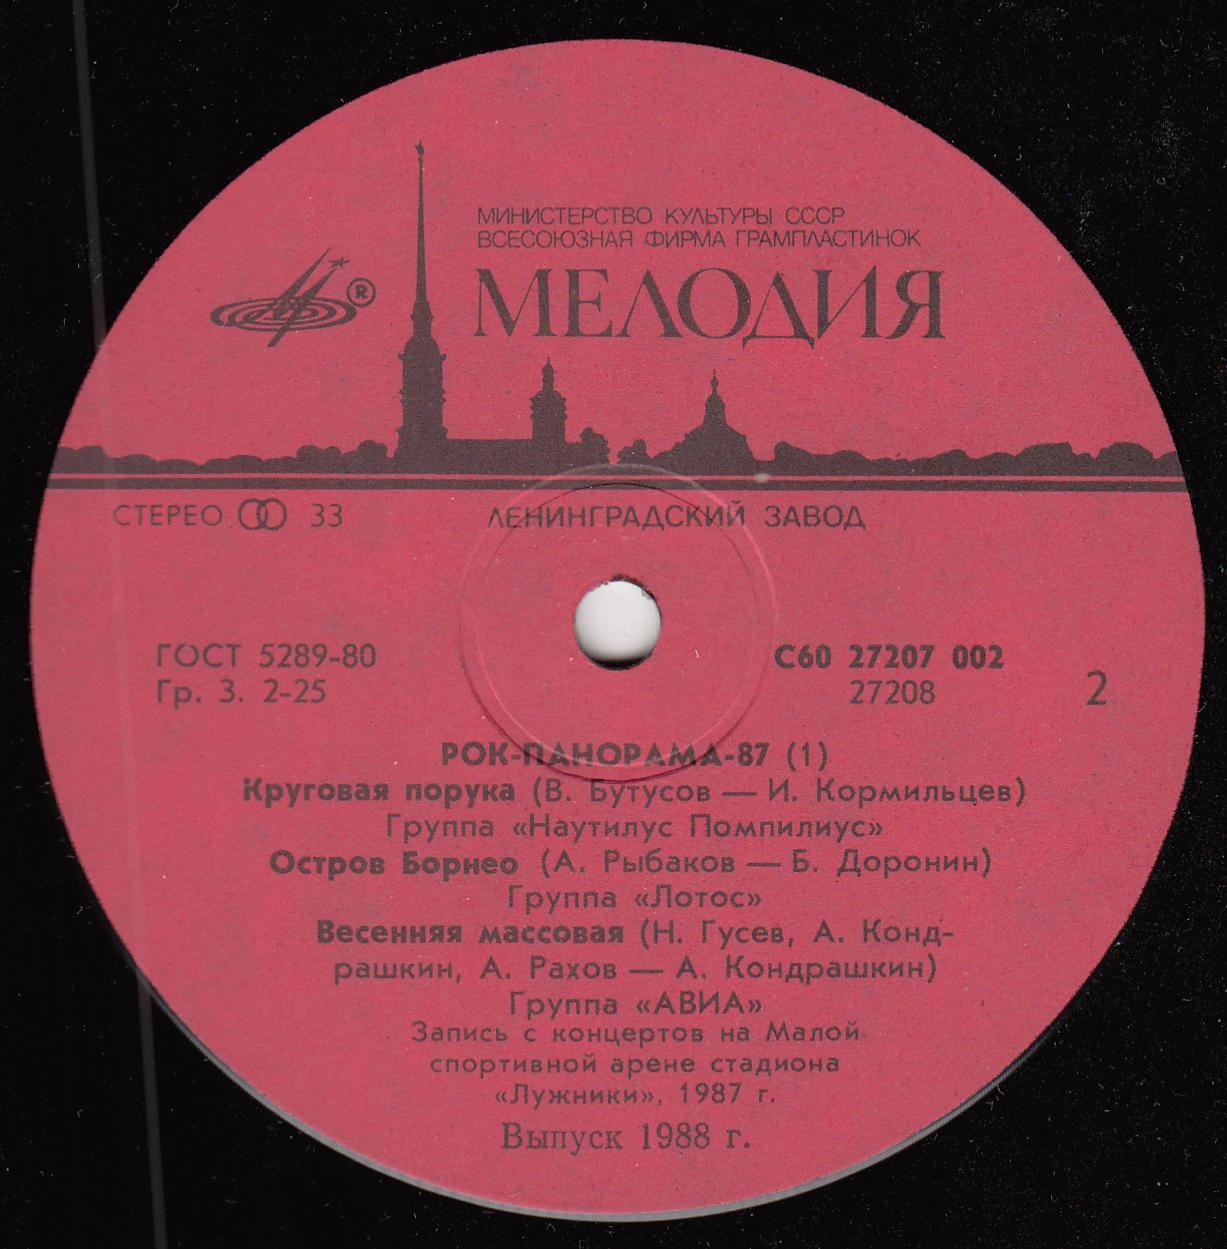 МИНИСТЕРСТВО КУЛЬТУРЫ СССР
ВСЕСОЮЗНАЯ ФИРМА ГРАМПЛАСТИНОК
МЕЛОДИЯ
®
СТЕРЕО 33
ЛЕНИНГРАДСКИЙ ЗАВОД
ГОСТ 5289-80
Гр. 3. 2-25
С60 27207 002
27208
2
РОК-ПАНОРАМА-87 (1)
Круговая порука (В. Бутусов — И. Кормильцев)
Группа «Наутилус Помпилиус»
Остров Борнео (А. Рыбаков — Б. Доронин)
Группа «Лотос»
Весенняя массовая (Н. Гусев, А. Конд-
рашкин, А. Рахов — А. Кондрашкин)
Группа «АВИА»
Запись с концертов на Малой
спортивной арене стадиона
«Лужники», 1987 г.
Выпуск 1988 г.